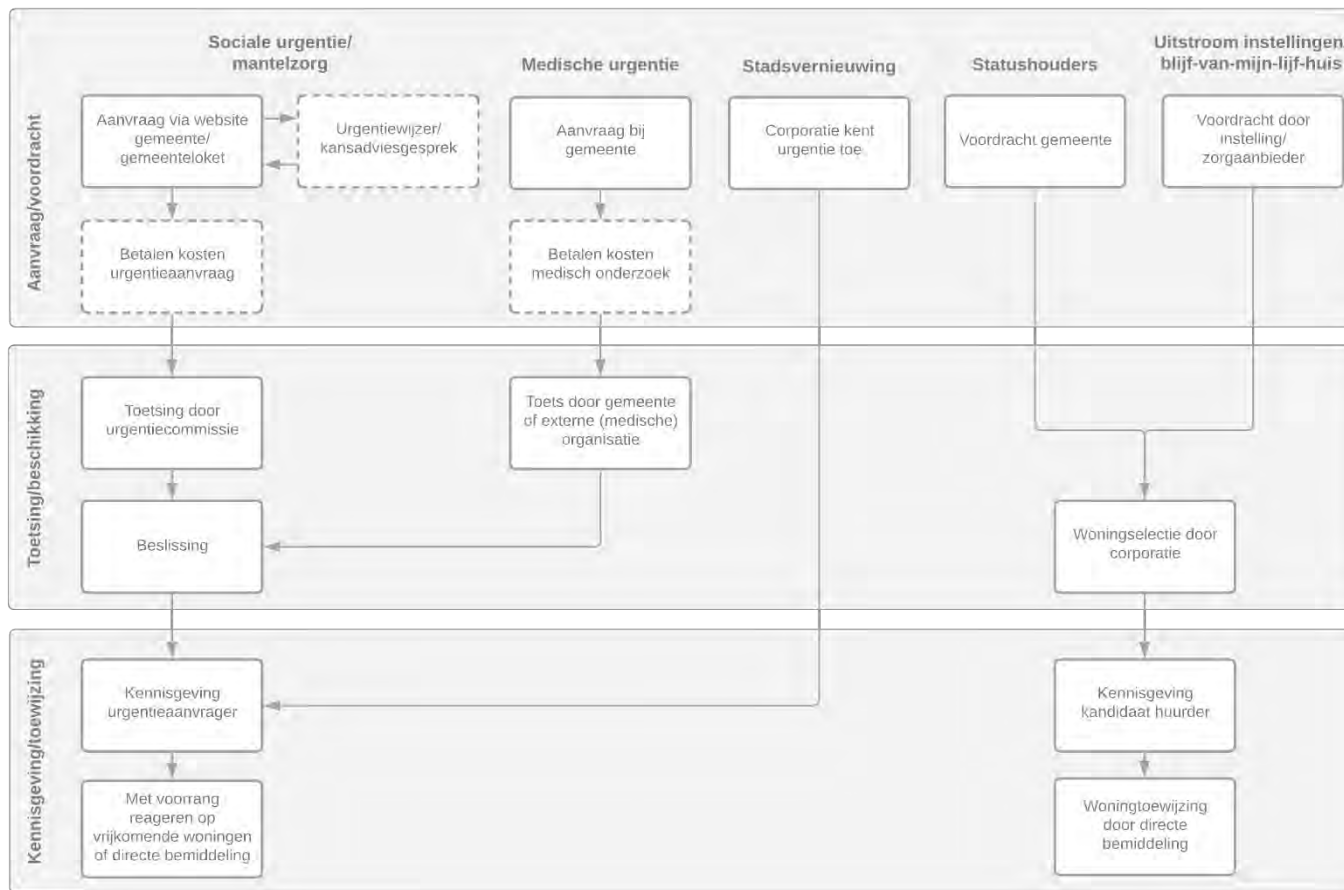 Sociale urgentie/
mantelzorg
Medische urgentie
Stadsvernieuwing
Statushouders
Uitstroom instellingen
blijf-van-mijn-lijf-huis
Aanvraag/voordracht
Aanvraag via website
gemeente/
gemeenteloket
Urgentiewijzer/
kansadviesgesprek
Aanvraag bij
gemeente
Corporatie kent
urgentie toe
Voordracht gemeente
Voordracht door
instelling/
zorgaanbieder
Betalen kosten
urgentieaanvraag
Betalen kosten
medisch onderzoek
Toetsing/beschikking
Toetsing door
urgentiecommissie
Toets door gemeente
of externe (medische)
organisatie
Beslissing
Woningselectie door
corporatie
Kennisgeving/toewijzing
Kennisgeving
urgentieaanvrager
Kennisgeving
kandidaat huurder
Met voorrang
reageren op
vrijkomende woningen
of directe bemiddeling
Woningtoewijzing
door directe
bemiddeling